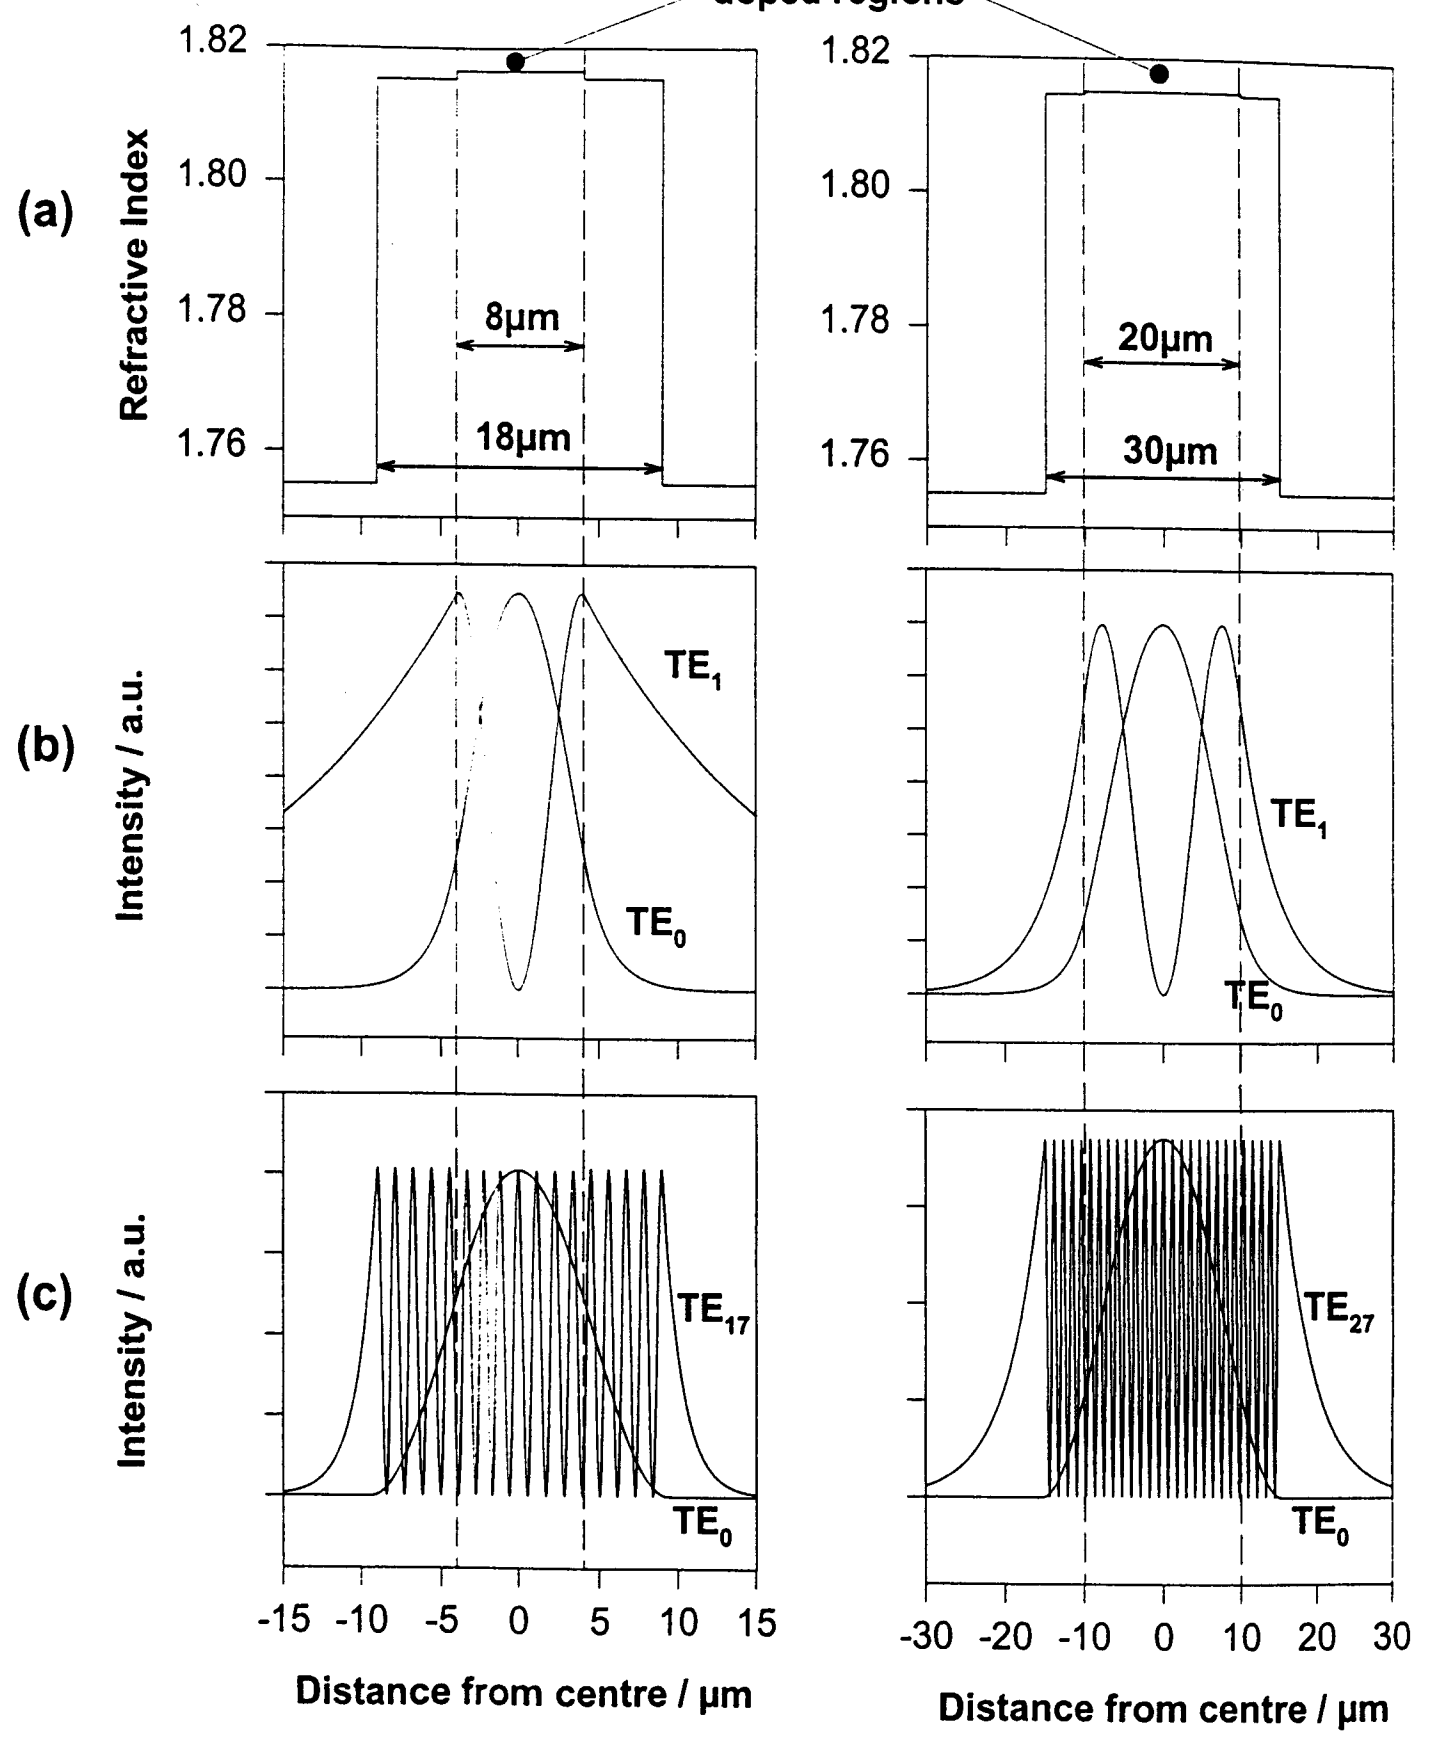 doped regions
(a)
Refractive Index
1.82
1.80
1.78
1.76
8µm
18µm
1.82
1.80
1.78
1.76
20µm
30µm
(b)
Intensity / a.u.
TE1
TE0
TE1
TE0
(c)
Intensity / a.u.
TE17
TE0
TE27
TE0
-15 -10 -5 0 5 10 15
-30 -20 -10 0 10 20 30
Distance from centre / µm
Distance from centre / µm